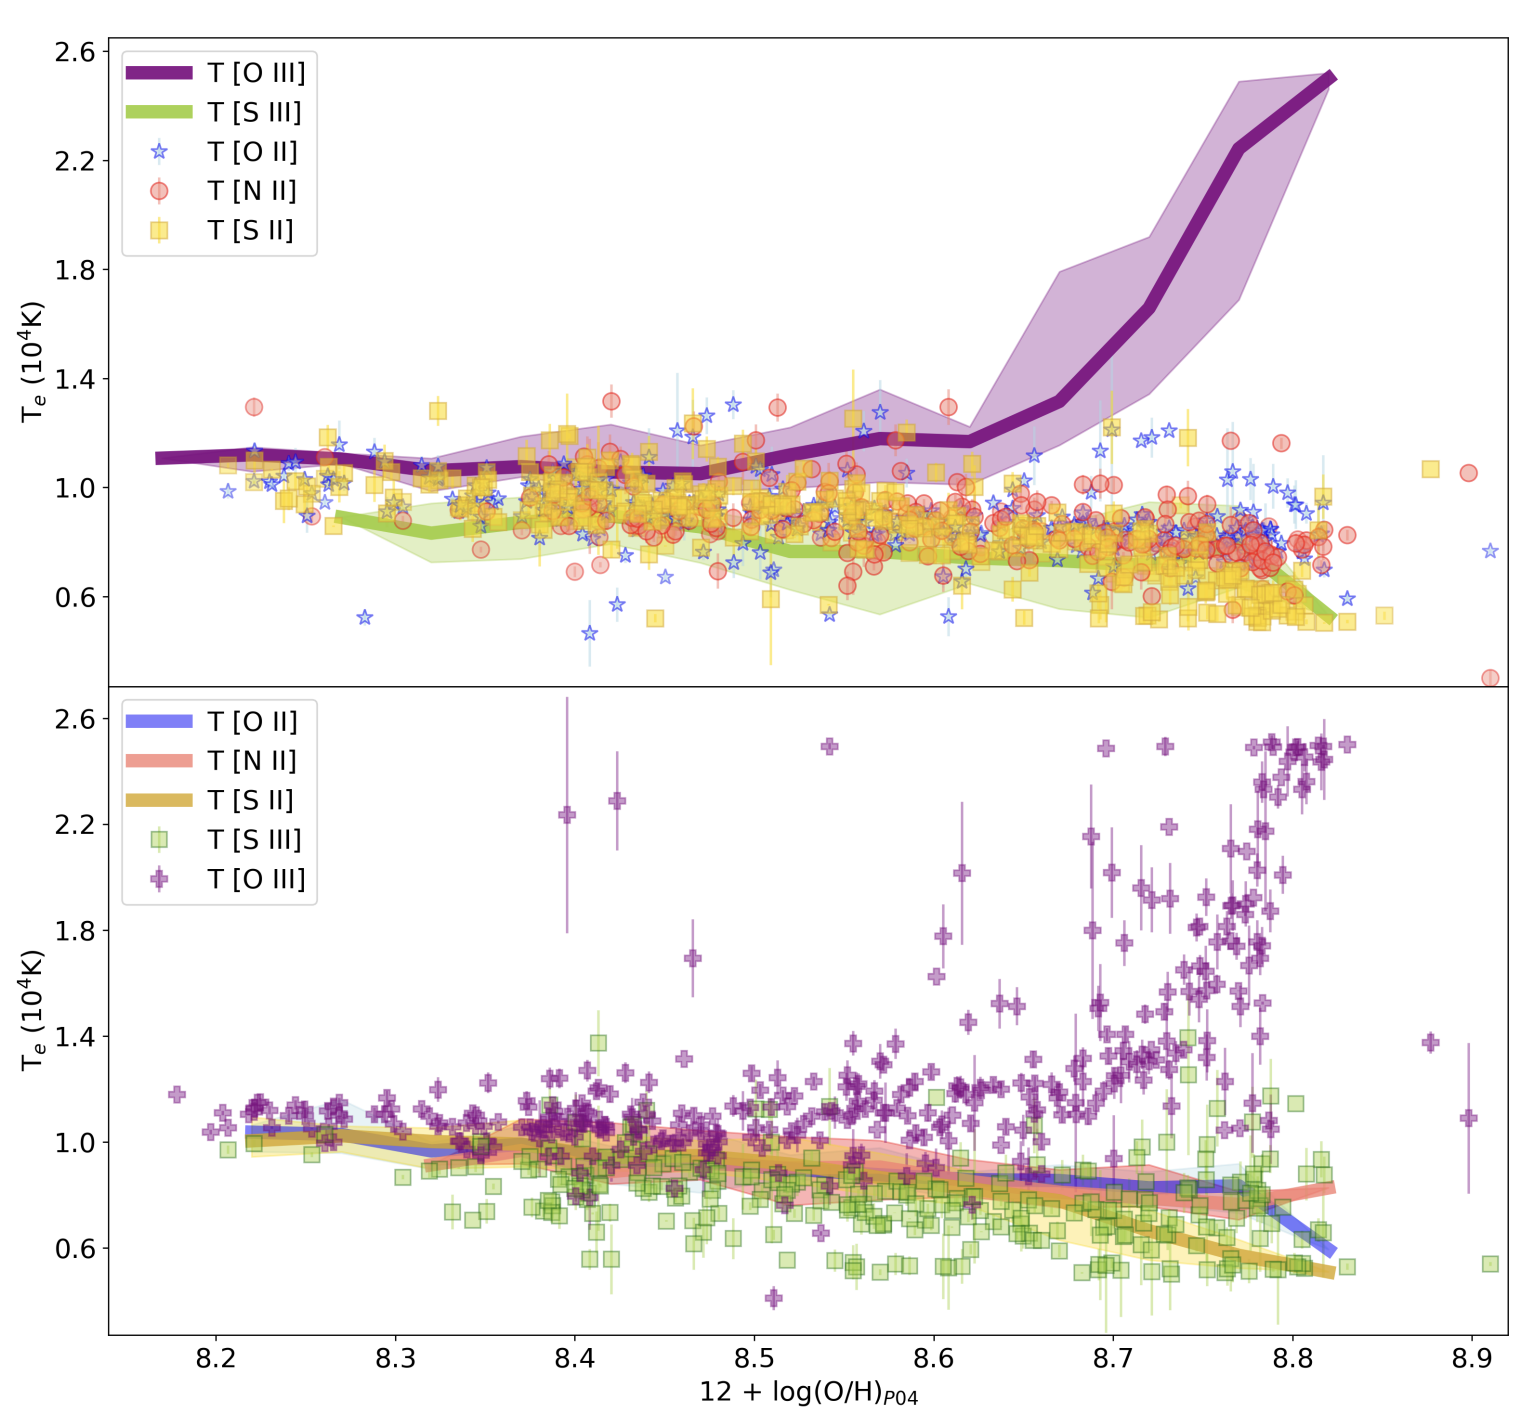 2.6
2.2
1.8
1.4
1.0
0.6
Tₑ (10⁴K)
T [O III]
T [S III]
T [O II]
T [N II]
T [S II]
2.6
2.2
1.8
1.4
1.0
0.6
Tₑ (10⁴K)
T [O II]
T [N II]
T [S II]
T [S III]
T [O III]
8.2 8.3 8.4 8.5 8.6 8.7 8.8 8.9
12 + log(O/H)P04